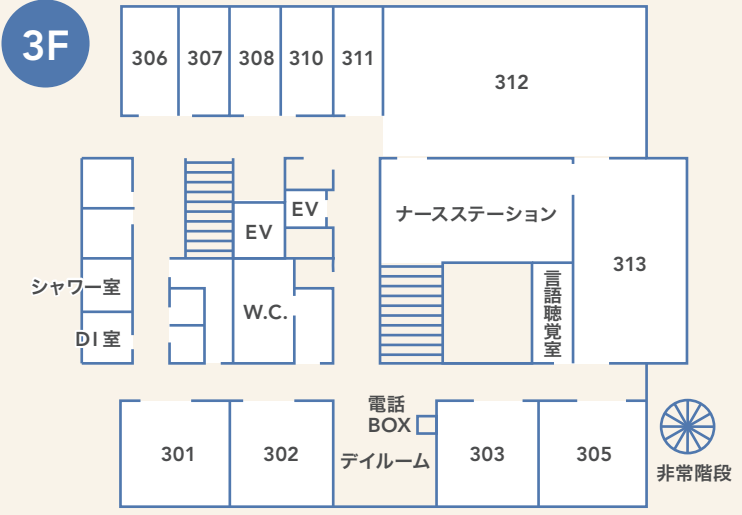 3F
306
307
308
310
311
312
ナースステーション
EV
EV
313
シャワー室
W.C.
言語聴覚室
DI室
電話
BOX
デイルーム
301
302
303
305
非常階段